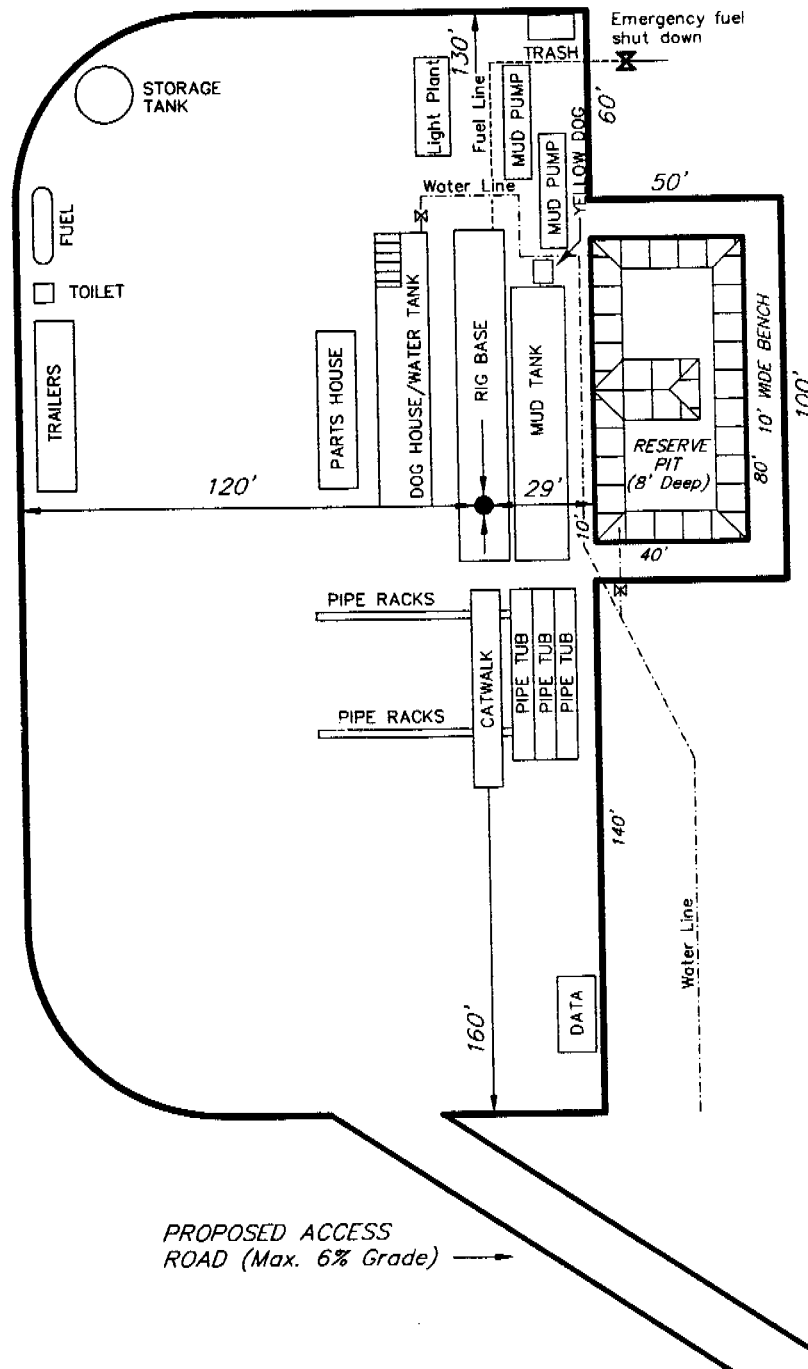 Emergency fuel
shut down
TRASH
130'
STORAGE
TANK
Light Plant
Fuel Line
MUD PUMP
60'
MUD PUMP
YELLOW DOG
Water Line
50'
FUEL
TOILET
TRAILERS
PARTS HOUSE
DOG HOUSE/WATER TANK
RIG BASE
MUD TANK
RESERVE
PIT
(8' Deep)
80'
10' WIDE BENCH
100'
120'
29'
10'
40'
PIPE RACKS
PIPE RACKS
CATWALK
PIPE TUB
PIPE TUB
PIPE TUB
140'
Water Line
160'
DATA
PROPOSED ACCESS
ROAD (Max. 6% Grade)